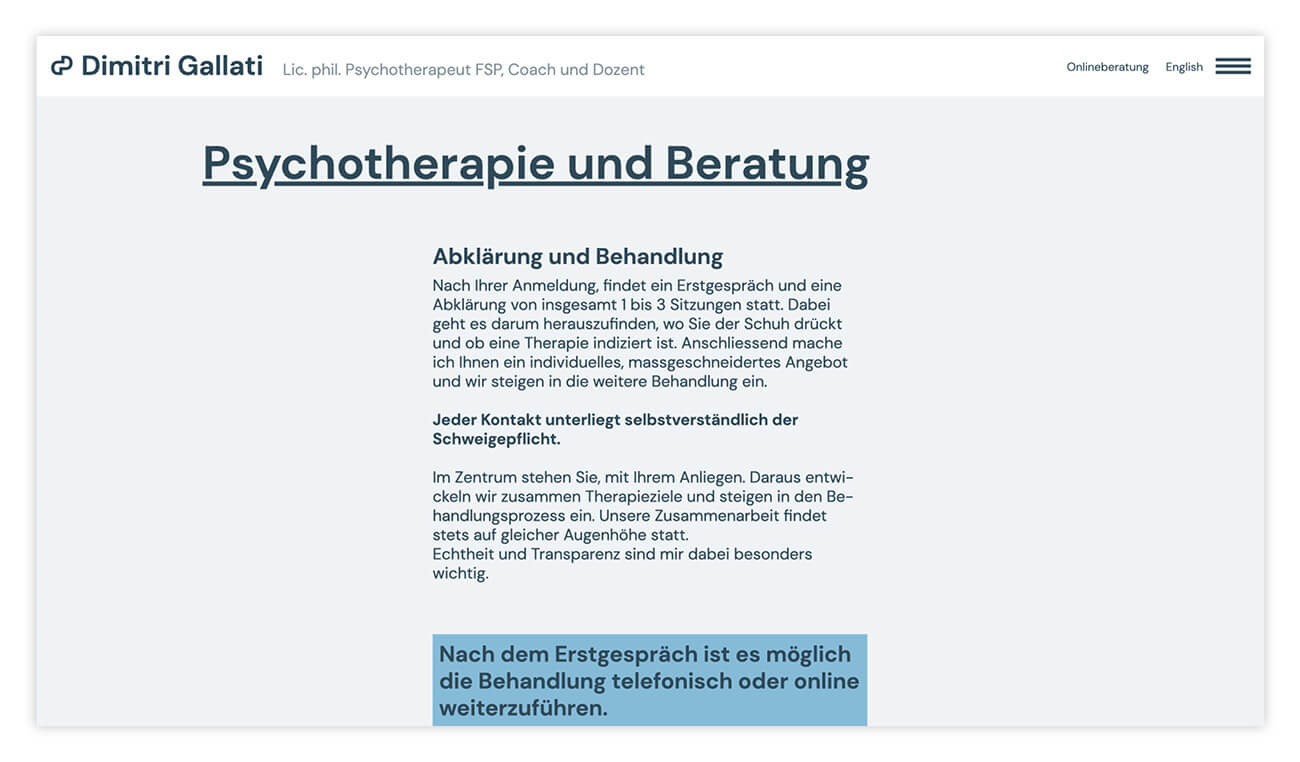 Dimitri Gallati Lic. phil. Psychotherapeut FSP, Coach und Dozent Onlineberatung English
Psychotherapie und Beratung
Abklärung und Behandlung
Nach Ihrer Anmeldung, findet ein Erstgespräch und eine
Abklärung von insgesamt 1 bis 3 Sitzungen statt. Dabei
geht es darum herauszufinden, wo Sie der Schuh drückt
und ob eine Therapie indiziert ist. Anschliessend mache
ich Ihnen ein individuelles, massgeschneidertes Angebot
und wir steigen in die weitere Behandlung ein.
Jeder Kontakt unterliegt selbstverständlich der
Schweigepflicht.
Im Zentrum stehen Sie, mit Ihrem Anliegen. Daraus entwi-
ckeln wir zusammen Therapieziele und steigen in den Be-
handlungsprozess ein. Unsere Zusammenarbeit findet
stets auf gleicher Augenhöhe statt.
Echtheit und Transparenz sind mir dabei besonders
wichtig.
Nach dem Erstgespräch ist es möglich
die Behandlung telefonisch oder online
weiterzuführen.